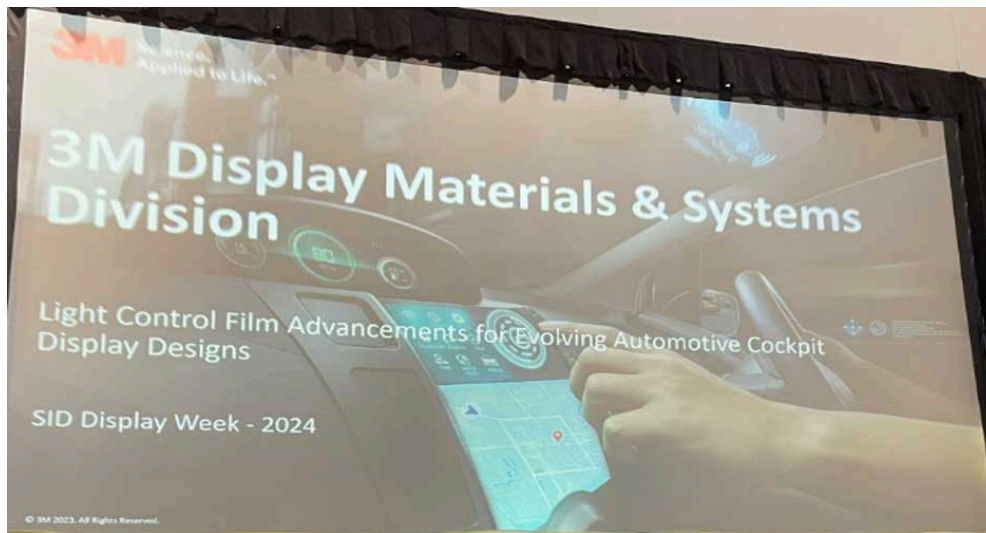 3M Science.
Applied to Life.™
3M Display Materials & Systems
Division
Light Control Film Advancements for Evolving Automotive Cockpit
Display Designs
SID Display Week - 2024
90
© 3M 2023. All Rights Reserved.